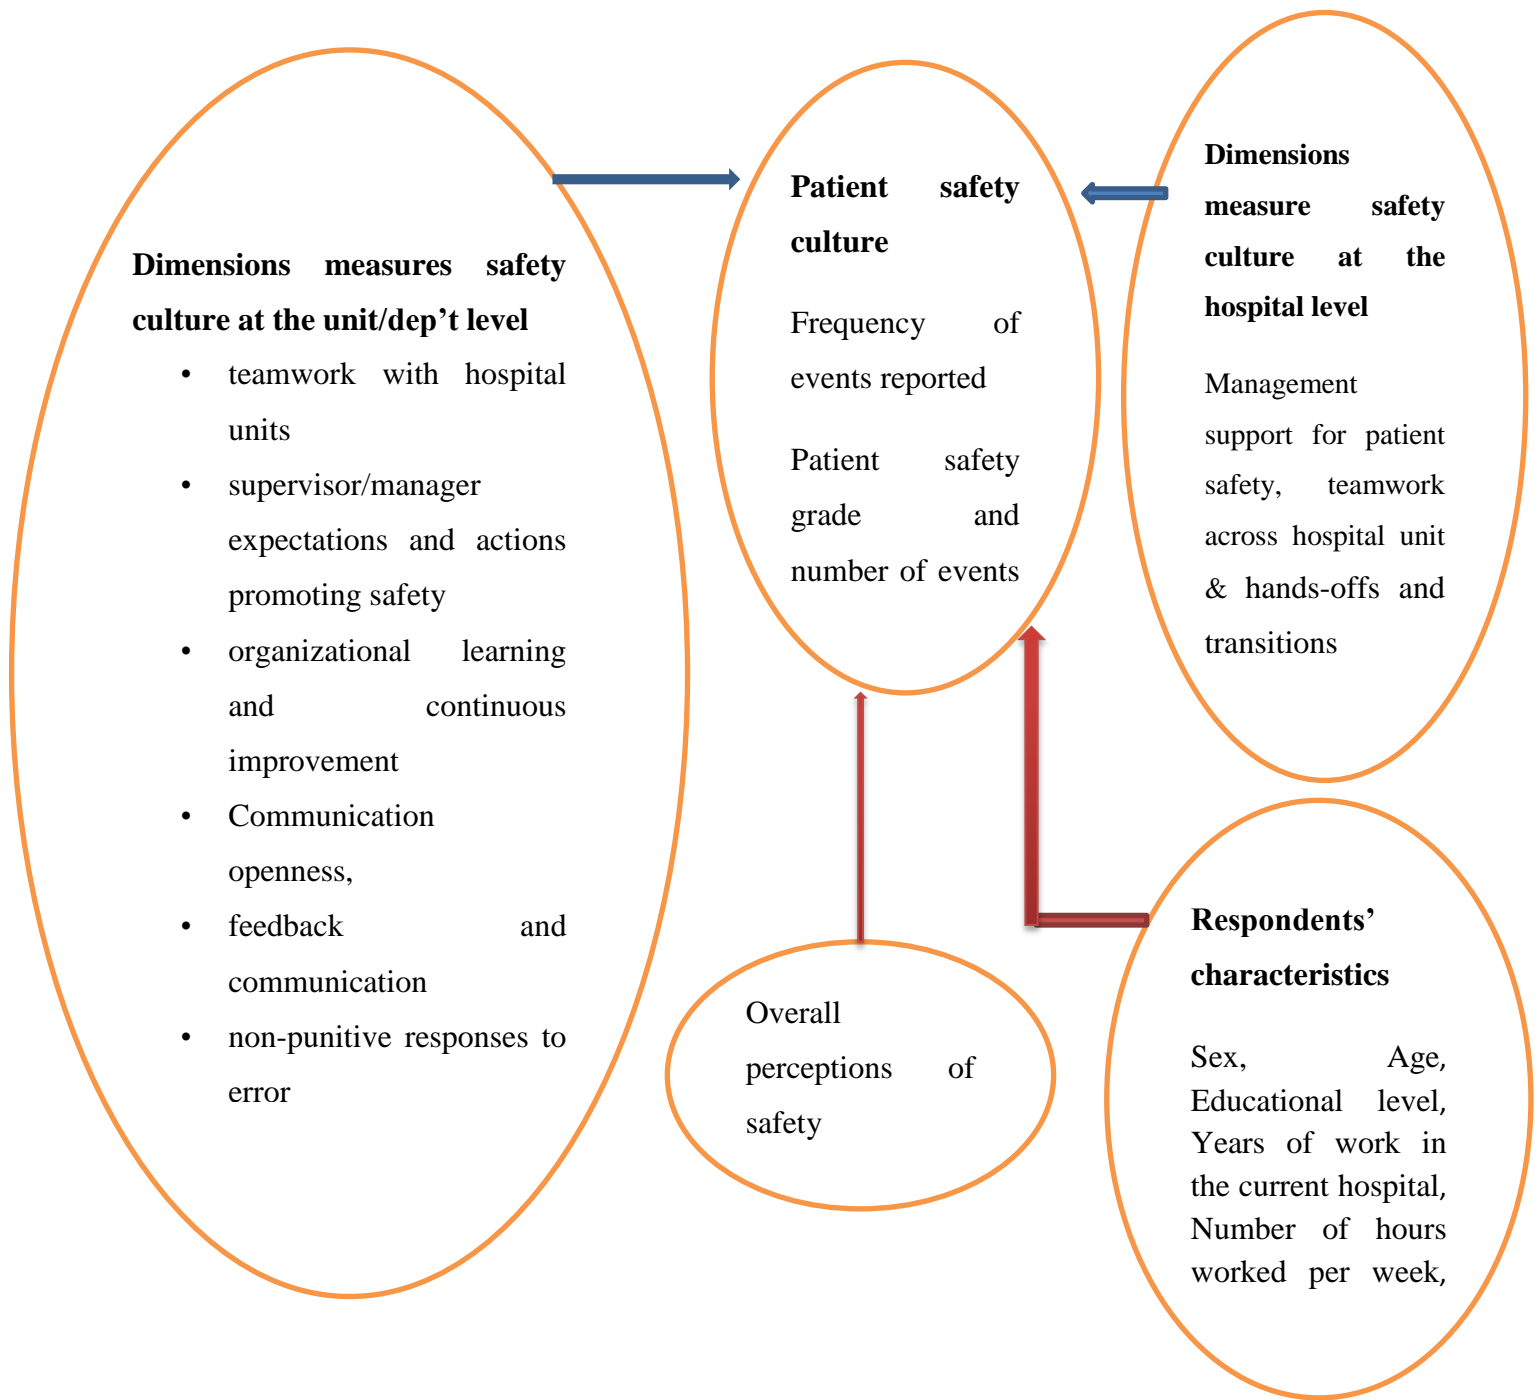 Dimensions measures safety
culture at the unit/dep’t level
• teamwork with hospital
units
• supervisor/manager
expectations and actions
promoting safety
• organizational learning
and continuous
improvement
• Communication
openness,
• feedback and
communication
• non-punitive responses to
error
Patient safety
culture
Frequency of
events reported
Patient safety
grade and
number of events
Dimensions
measure safety
culture at the
hospital level
Management
support for patient
safety, teamwork
across hospital unit
& hands-offs and
transitions
Overall
perceptions of
safety
Respondents’
characteristics
Sex, Age,
Educational level,
Years of work in
the current hospital,
Number of hours
worked per week,